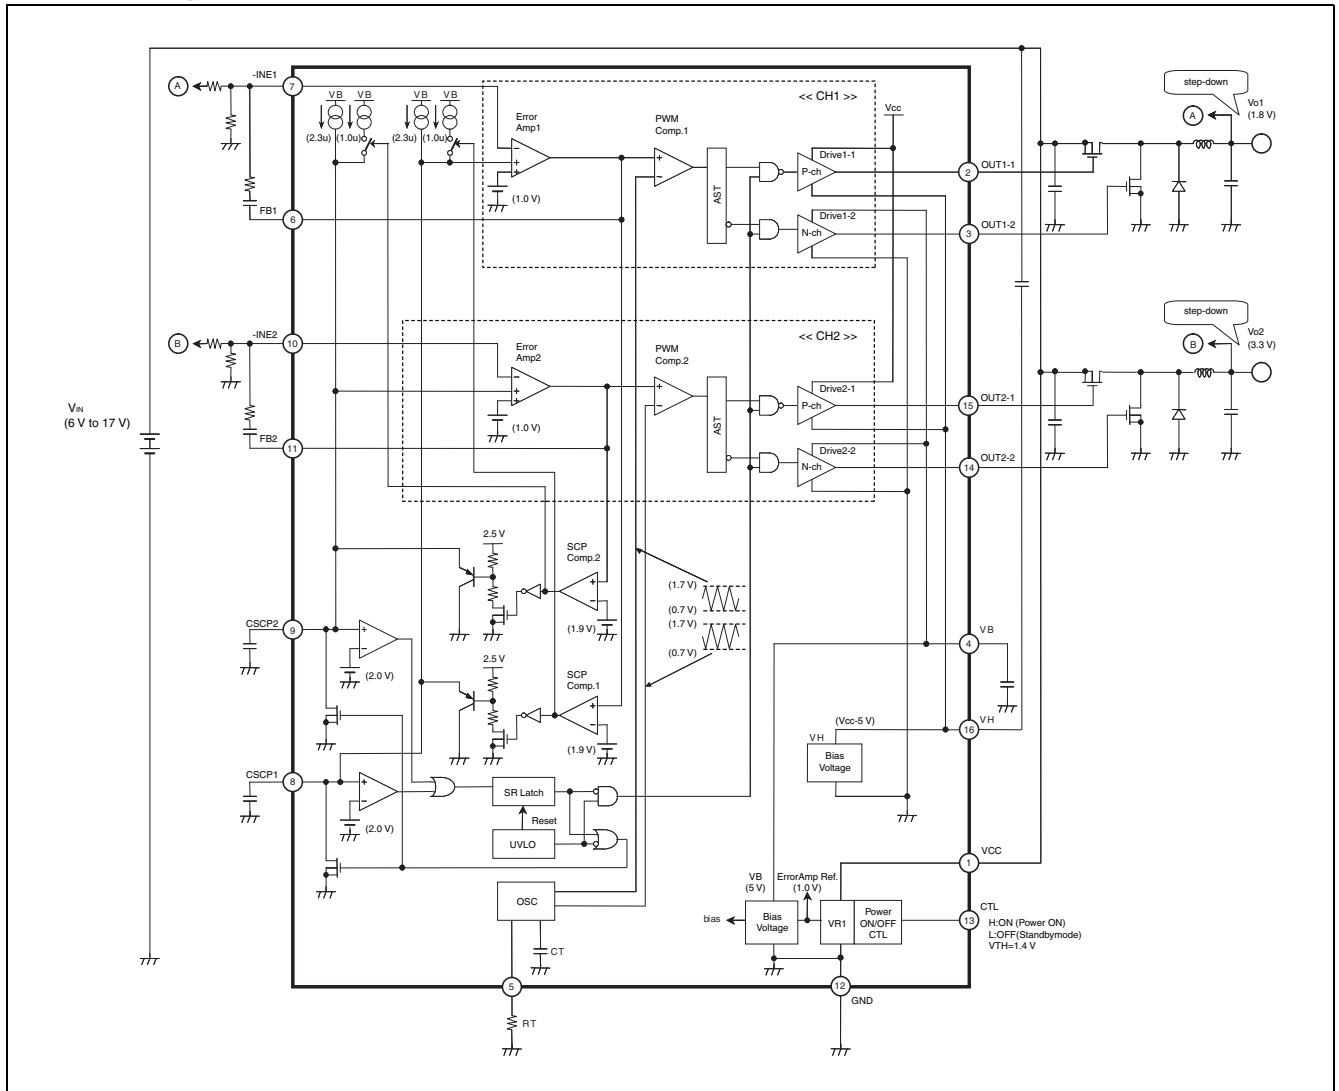 step-down
A
Vo1
(1.8 V)
A
-INE1
7
VB
VB
VB
VB
(2.3u)
(1.0u)
(2.3u)
(1.0u)
<< CH1 >>
Error
Amp1
PWM
Comp.1
Vcc
Drive1-1
P-ch
AST
2
OUT1-1
(1.0 V)
FB1
6
Drive1-2
N-ch
3
OUT1-2
step-down
B
Vo2
(3.3 V)
B
-INE2
10
<< CH2 >>
Error
Amp2
PWM
Comp.2
Drive2-1
P-ch
AST
15
OUT2-1
VIN
(6 V to 17 V)
(1.0 V)
FB2
11
Drive2-2
N-ch
14
OUT2-2
2.5 V
SCP
Comp.2
(1.7 V)
(0.7 V)
(1.7 V)
(0.7 V)
(1.9 V)
CSCP2
9
(2.0 V)
4
VB
2.5 V
SCP
Comp.1
(1.9 V)
(Vcc-5 V)
16
VH
VH
Bias
Voltage
CSCP1
8
(2.0 V)
SR Latch
Reset
UVLO
1
VCC
VB
(5 V)
ErrorAmp Ref.
(1.0 V)
OSC
bias
Bias
Voltage
VR1
Power
ON/OFF
CTL
13
CTL
H:ON (Power ON)
L:OFF(Standbymode)
VTH=1.4 V
CT
5
12
GND
RT